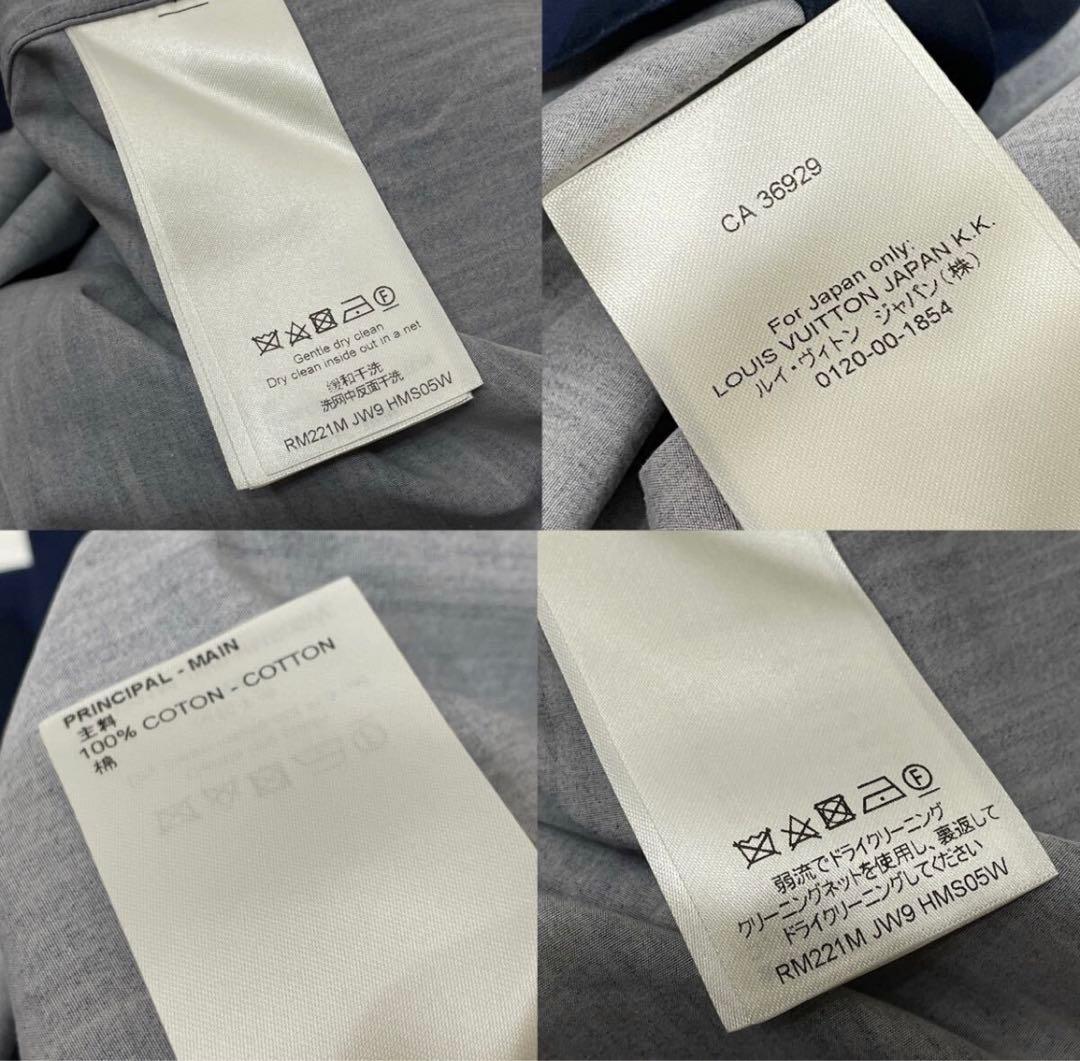 Gentle dry clean
Dry clean inside out in a net
缓和干洗
洗网中反面干洗
RM221M JW9 HMS05W
CA 36929
For Japan only:
LOUIS VUITTON JAPAN K.K.
ルイ・ヴィトン ジャパン(株)
0120-00-1854
PRINCIPAL - MAIN
主料
100% COTON - COTTON
棉
弱流でドライクリーニング
クリーニングネットを使用し、裏返して
ドライクリーニングしてください
RM221M JW9 HMS05W